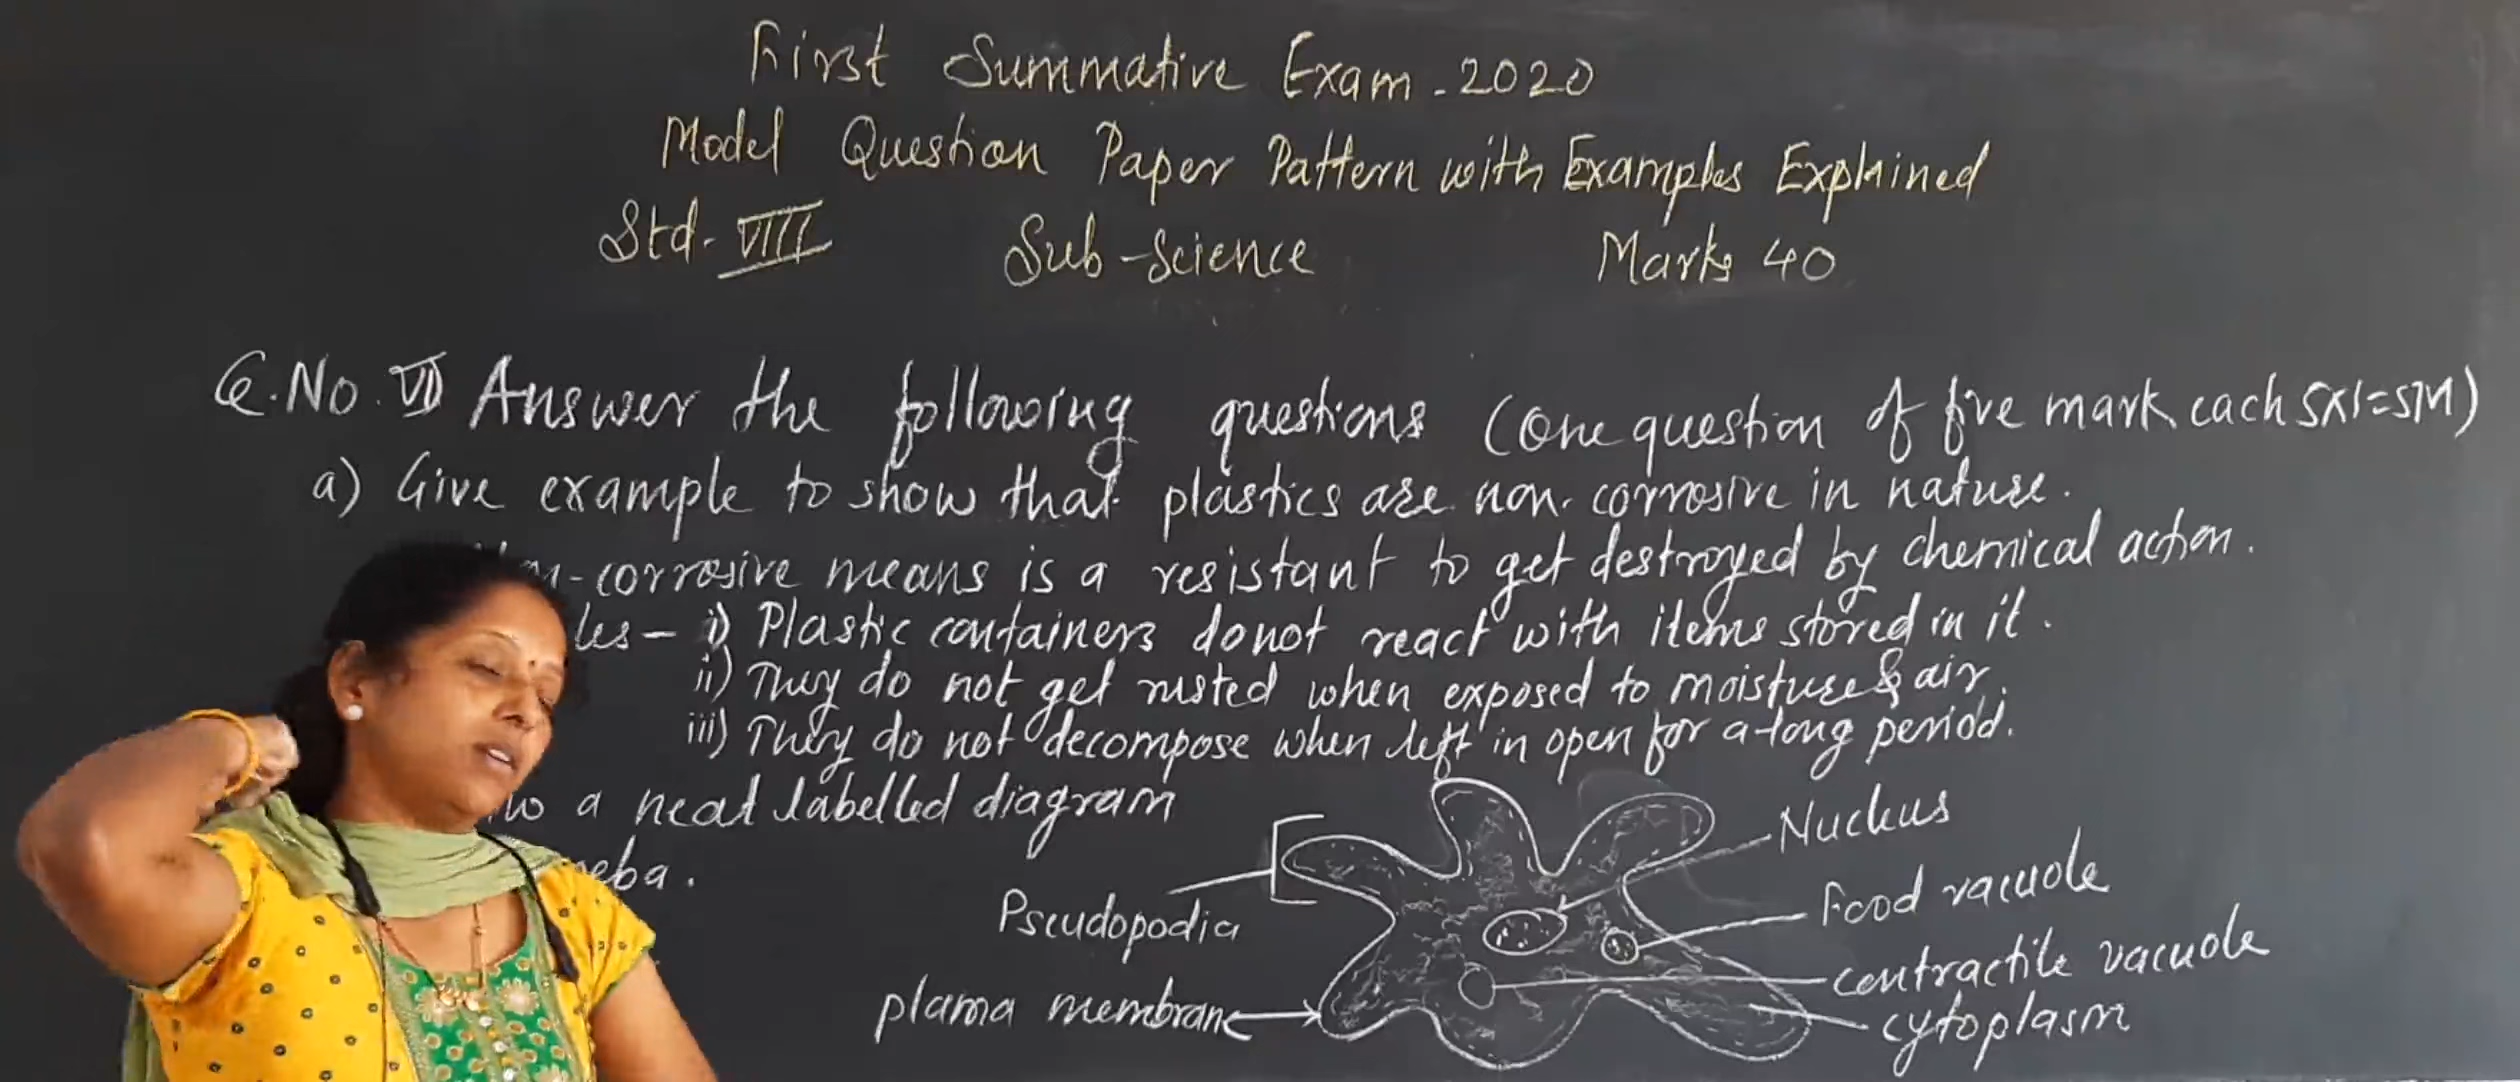 First Summative Exam - 2020
Model Question Paper Pattern with Examples Explained
Std - VIII Sub - Science Marks 40
Q.No. VI) Answer the following questions (One question of five mark each 5X1=5M)
a) Give example to show that plastics are non-corrosive in nature.
-corrosive means is a resistant to get destroyed by chemical action.
les - i) Plastic containers donot react with items stored in it.
ii) They do not get rusted when exposed to moisture & air.
iii) They do not decompose when left in open for a long period.
a neat labelled diagram
eba.
Nucleus
Food vacuole
Pseudopodia
contractile vacuole
plama membrane
cytoplasm